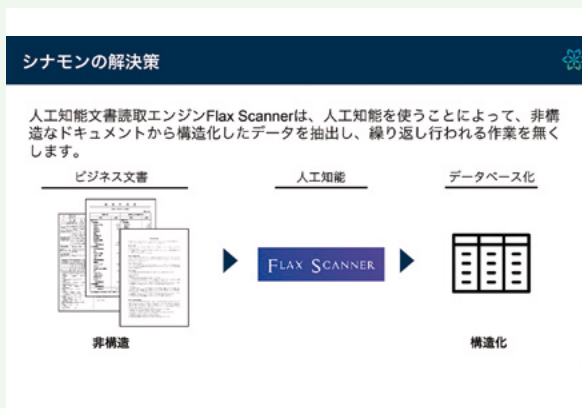 シナモンの解決策
人工知能文書読取エンジンFlax Scannerは、人工知能を使うことによって、非構
造なドキュメントから構造化したデータを抽出し、繰り返し行われる作業を無く
します。
ビジネス文書
人工知能
データベース化
FLAX SCANNER
非構造
構造化